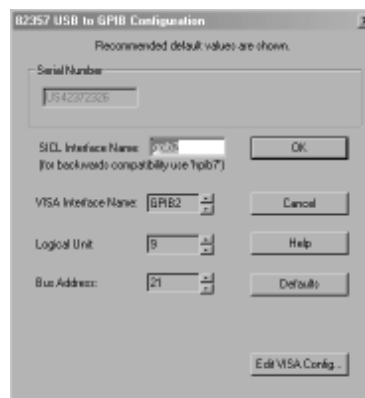 82357 USB to GPIB Configuration
Recommended default values are shown.
Serial Number
US42372326
SICL Interface Name:
OK
(for backwards compatibility use 'hpib7')
VISA Interface Name: GPIB2
Cancel
Logical Unit 9
Help
Bus Address: 21
Defaults
Edit VISA Config...